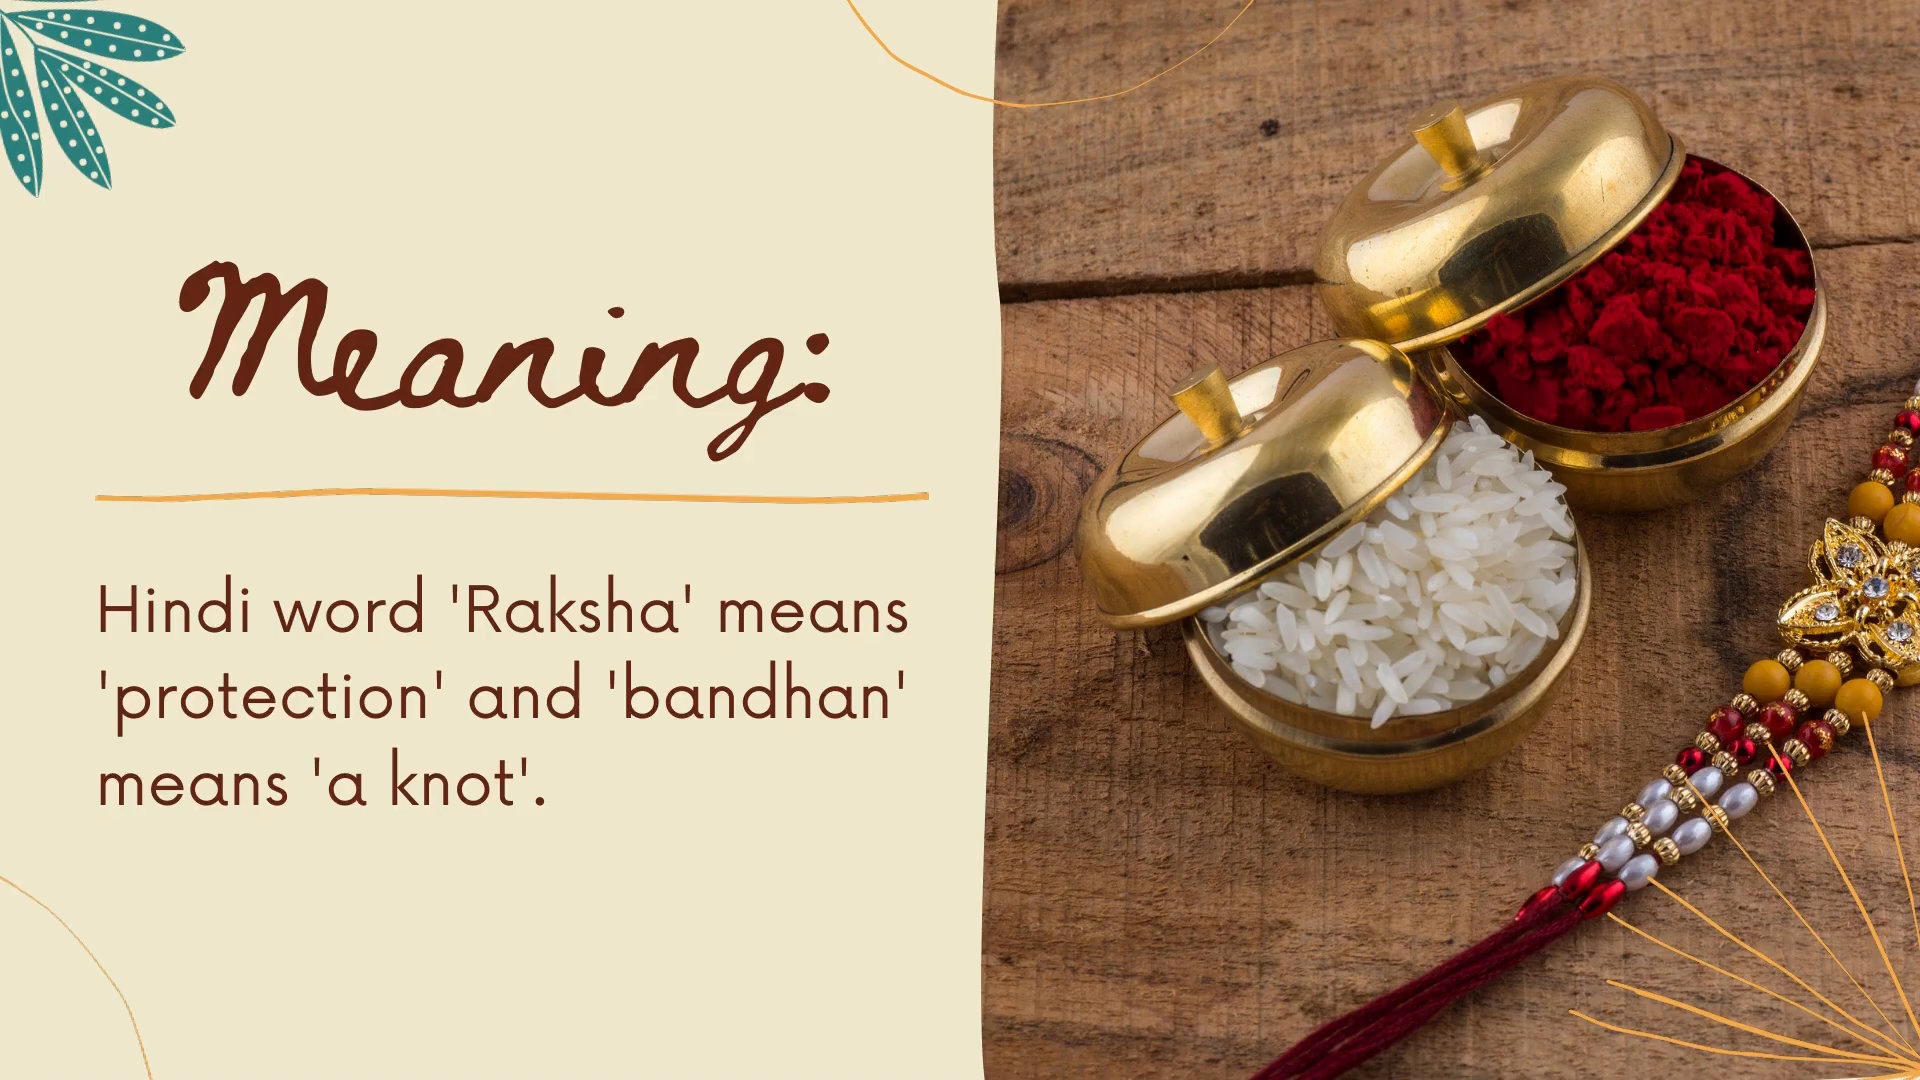 Meaning:
Hindi word 'Raksha' means
'protection' and 'bandhan'
means 'a knot'.